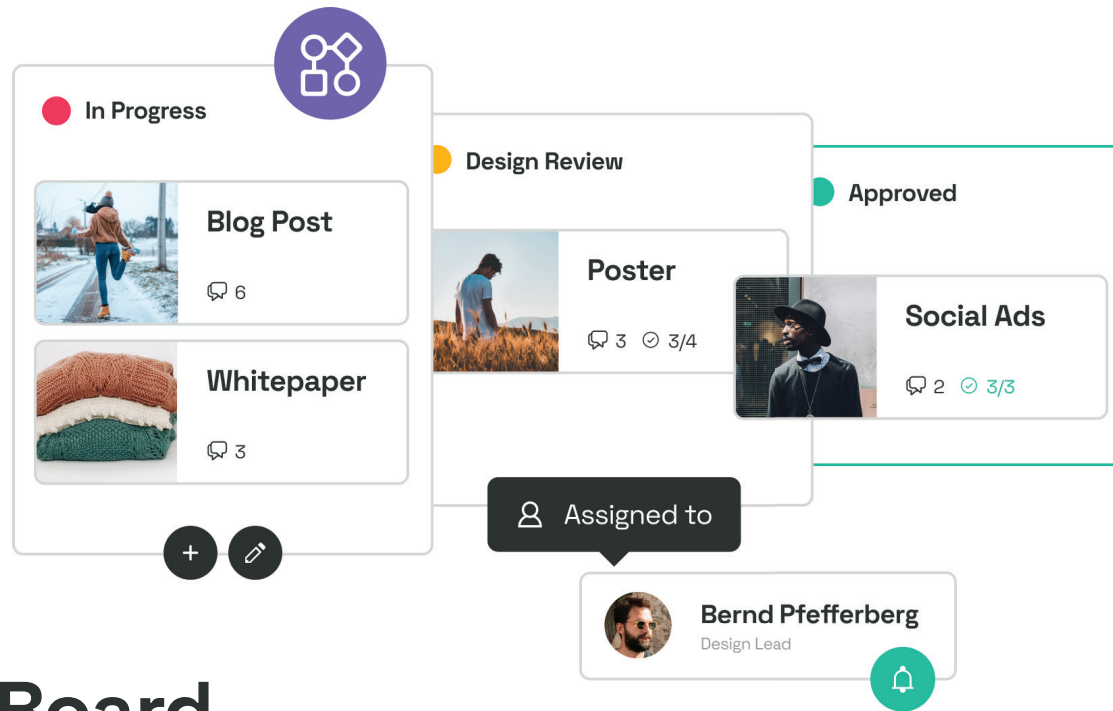 In Progress
Blog Post
6
Whitepaper
3
Design Review
Poster
3 3/4
Approved
Social Ads
2 3/3
Assigned to
Bernd Pfefferberg
Design Lead
Board